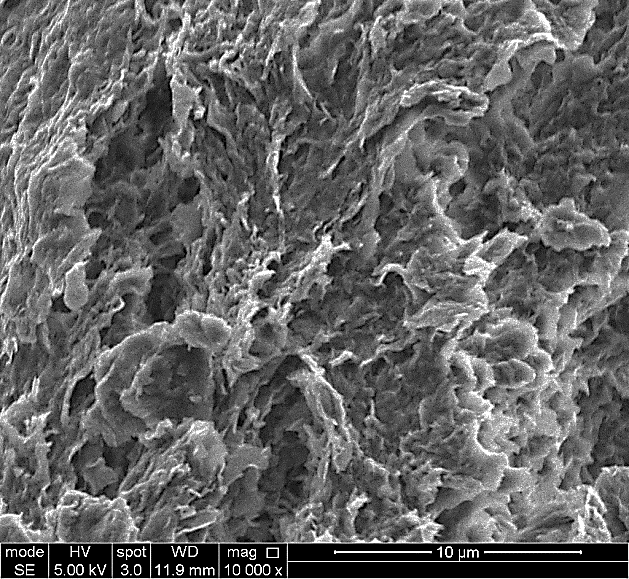 mode HV spot WD mag □
SE 5.00 kV 3.0 11.9 mm 10 000 x
10 µm